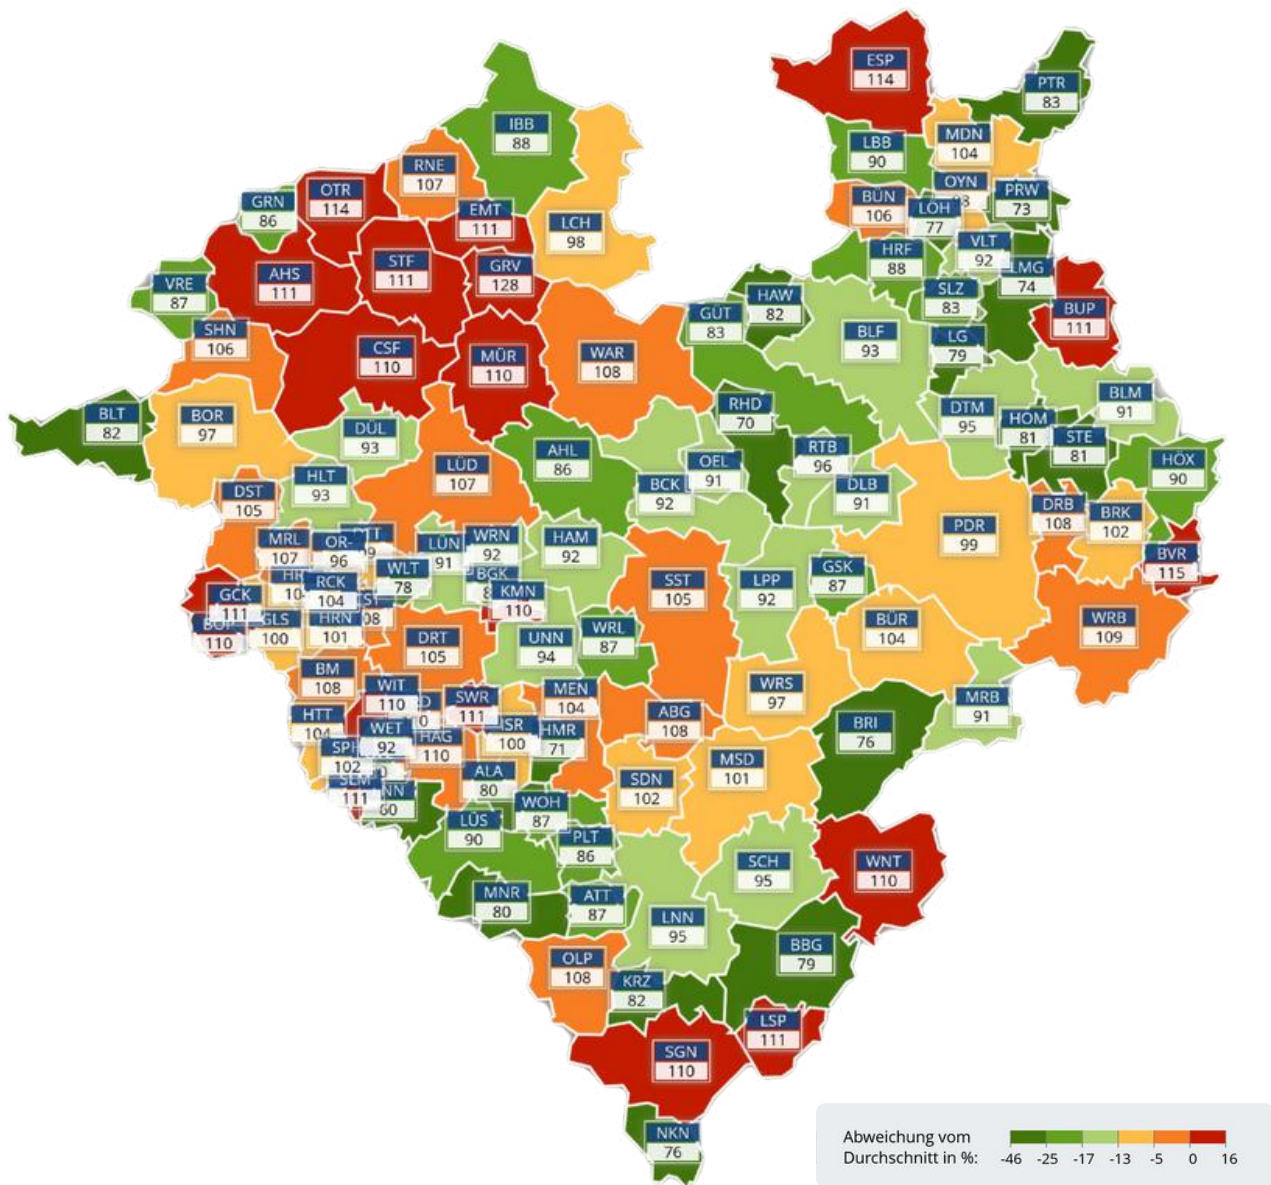 ESP
114
PTR
83
IBB
88
MDN
104
LBB
90
RNE
107
OTR
114
GRN
86
OYN
PRW
73
BÜN
106
LÖH
77
EMT
111
LCH
98
VLT
92
HRF
88
STF
111
GRV
128
AHS
111
VRE
87
LMG
74
HAW
82
SLZ
83
BUP
111
GÜT
83
SHN
106
BLF
93
LG
79
CSF
110
MÜR
110
WAR
108
BLM
91
RHD
70
DTM
95
BLT
82
BOR
97
HOM
81
STE
81
DÜL
93
AHL
86
RTB
96
HÖX
90
LÜD
107
OEL
91
HLT
93
BCK
92
DLB
91
DST
105
DRB
108
BRK
102
PDR
99
MRL
107
96
LÜN
91
WRN
92
HAM
92
BVR
115
WLT
78
SST
105
LPP
92
GSK
87
RCK
104
BGK
KMN
110
GCK
111
110
GLS
100
HRN
101
BÜR
104
WRB
109
DRT
105
UNN
94
WRL
87
BM
108
WRS
97
WIT
110
SWR
111
MEN
104
MRB
91
HTT
104
ABG
108
BRI
76
WET
92
HAG
110
ISR
100
HMR
71
SPH
102
MSD
101
ALA
80
SDN
102
SLM
111
60
WOH
87
LÜS
90
PLT
86
SCH
95
WNT
110
MNR
80
ATT
87
LNN
95
BBG
79
OLP
108
KRZ
82
LSP
111
SGN
110
NKN
76
Abweichung vom
Durchschnitt in %:
-46 -25 -17 -13 -5 0 16